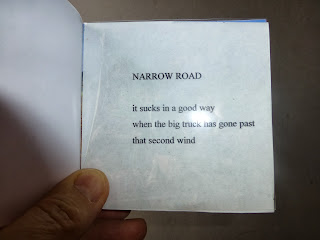 NARROW ROAD
it sucks in a good way
when the big truck has gone past
that second wind